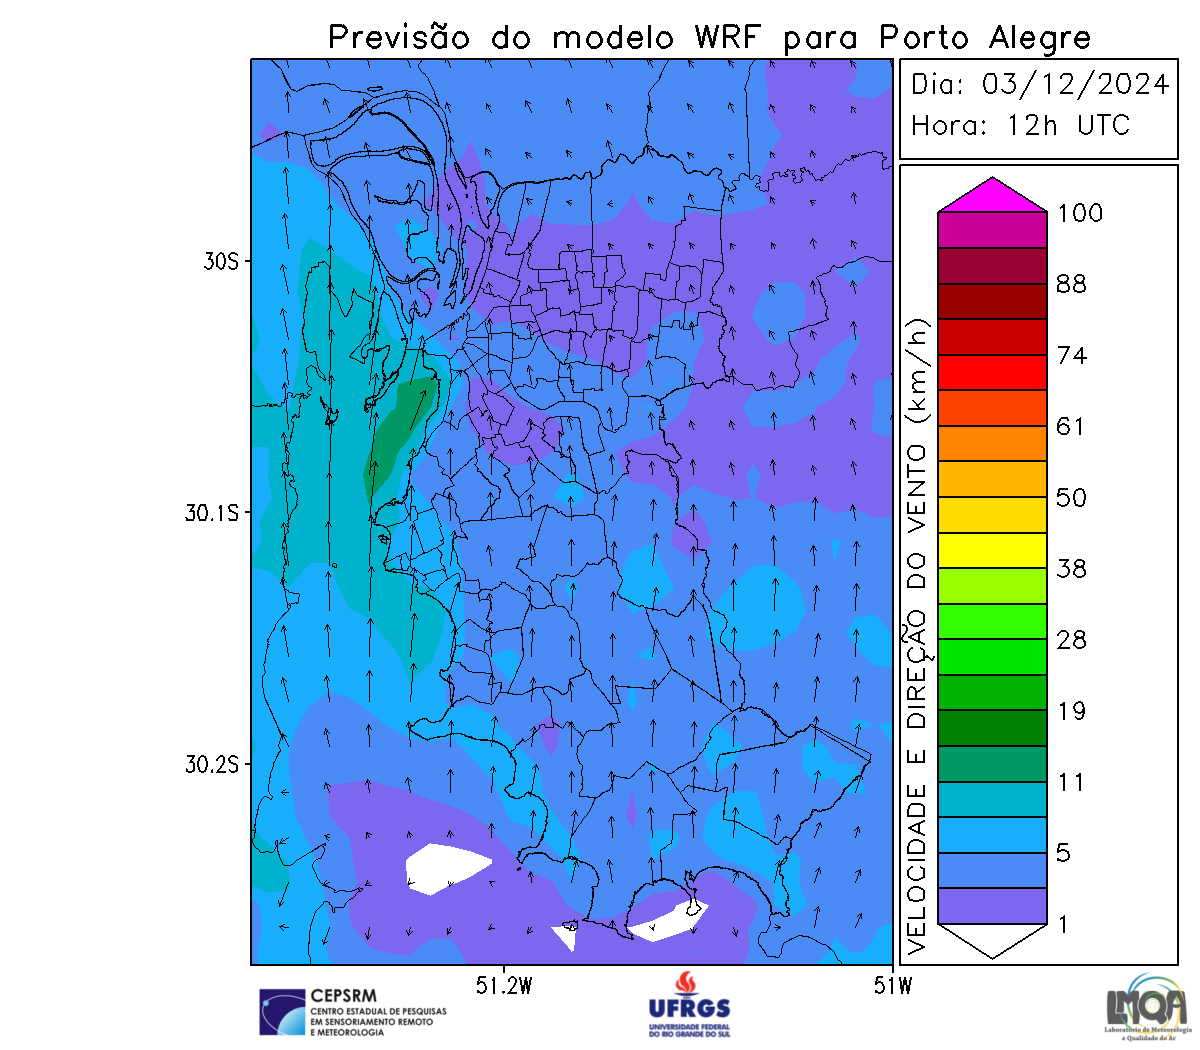 Previsão do modelo WRF para Porto Alegre
Dia: 03/12/2024
Hora: 12h UTC
30S
30.1S
30.2S
51.2W
51W
VELOCIDADE E DIREÇÃO DO VENTO (km/h)
100
88
74
61
50
38
28
19
11
5
1
CEPSRM
CENTRO ESTADUAL DE PESQUISAS
EM SENSORIAMENTO REMOTO
E METEOROLOGIA
UFRGS
UNIVERSIDADE FEDERAL
DO RIO GRANDE DO SUL
LMQA
Laboratório de Meteorologia
e Qualidade do Ar